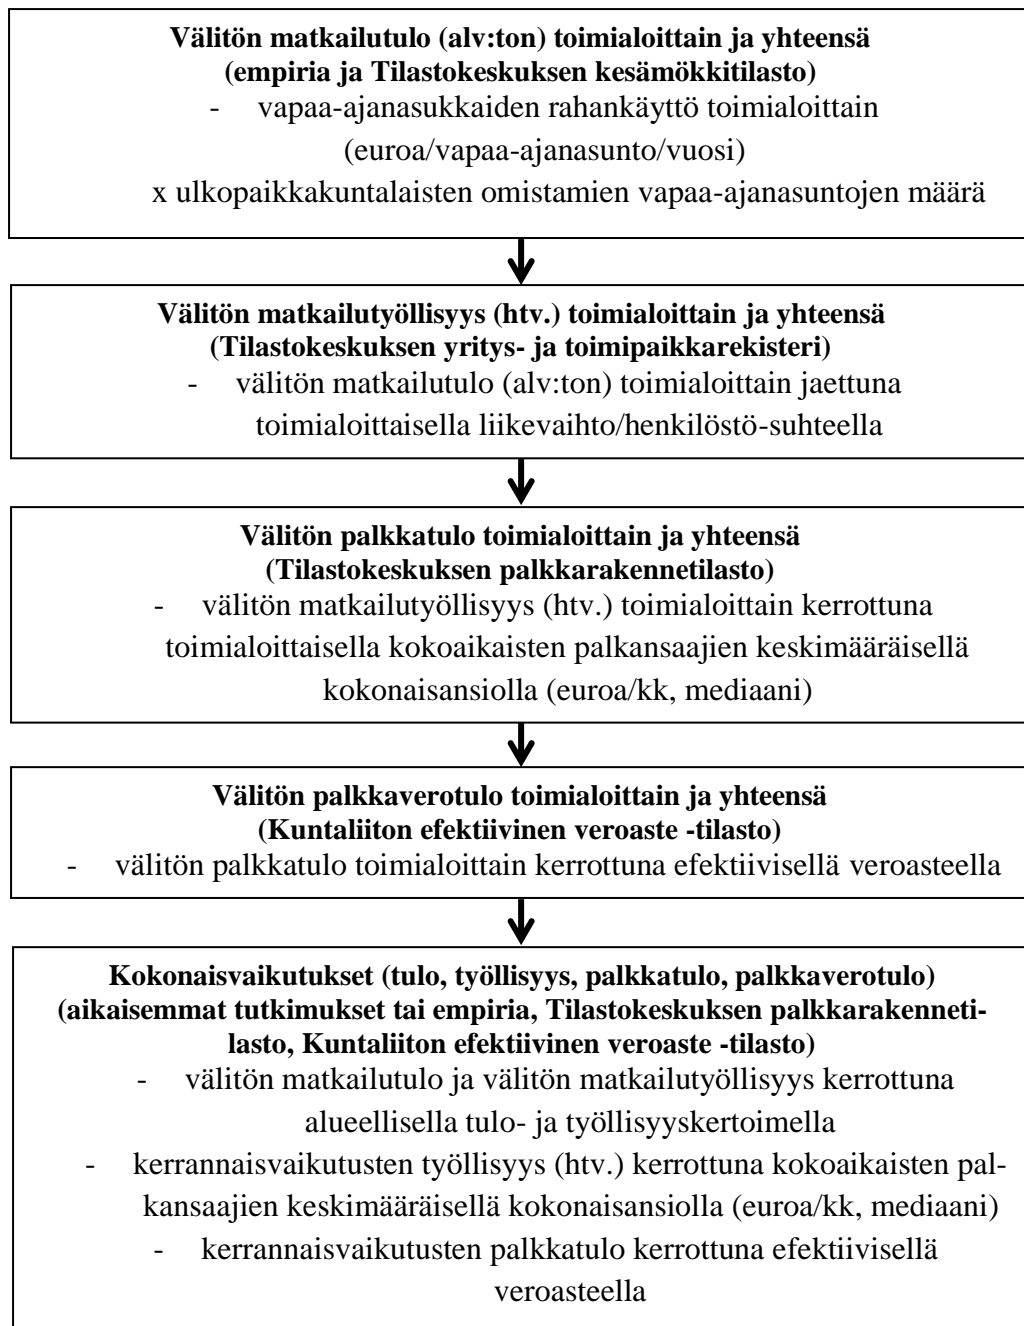 Välitön matkailutulo (alv:ton) toimialoittain ja yhteensä
(empiria ja Tilastokeskuksen kesämökkitilasto)
- vapaa-ajanasukkaiden rahankäyttö toimialoittain
(euroa/vapaa-ajanasunto/vuosi)
x ulkopaikkakuntalaisten omistamien vapaa-ajanasuntojen määrä
Välitön matkailutyöllisyys (htv.) toimialoittain ja yhteensä
(Tilastokeskuksen yritys- ja toimipaikkarekisteri)
- välitön matkailutulo (alv:ton) toimialoittain jaettuna
toimialoittaisella liikevaihto/henkilöstö-suhteella
Välitön palkkatulo toimialoittain ja yhteensä
(Tilastokeskuksen palkkarakennetilasto)
- välitön matkailutyöllisyys (htv.) toimialoittain kerrottuna
toimialoittaisella kokoaikaisten palkansaajien keskimääräisellä
kokonaisansiolla (euroa/kk, mediaani)
Välitön palkkaverotulo toimialoittain ja yhteensä
(Kuntaliiton efektiivinen veroaste -tilasto)
- välitön palkkatulo toimialoittain kerrottuna efektiivisellä veroasteella
Kokonaisvaikutukset (tulo, työllisyys, palkkatulo, palkkaverotulo)
(aikaisemmat tutkimukset tai empiria, Tilastokeskuksen palkkarakenneti-
lasto, Kuntaliiton efektiivinen veroaste -tilasto)
- välitön matkailutulo ja välitön matkailutyöllisyys kerrottuna
alueellisella tulo- ja työllisyyskertoimella
- kerrannaisvaikutusten työllisyys (htv.) kerrottuna kokoaikaisten pal-
kansaajien keskimääräisellä kokonaisansiolla (euroa/kk, mediaani)
- kerrannaisvaikutusten palkkatulo kerrottuna efektiivisellä
veroasteella